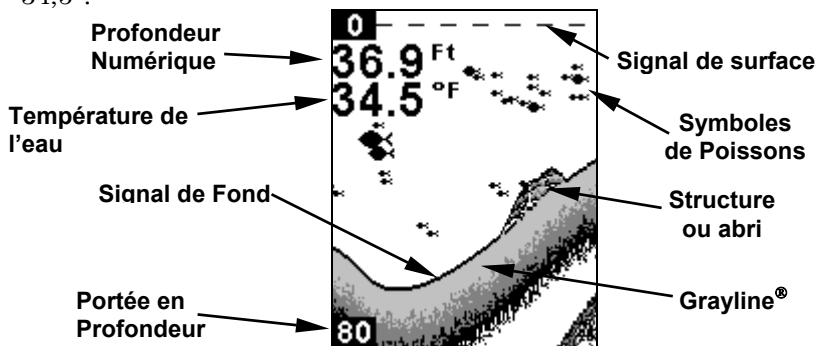 34,5°.
Profondeur
Numérique
Température de
l'eau
Signal de Fond
Portée en
Profondeur
0
36.9 Ft
34.5 °F
80
Signal de surface
Symboles
de Poissons
Structure
ou abri
Grayline®